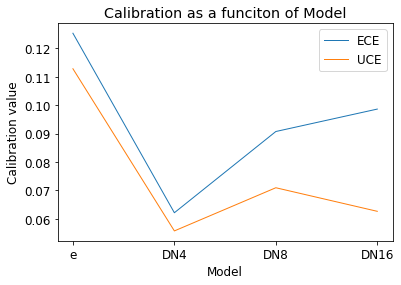 Calibration as a funciton of Model
ECE
UCE
0.12
0.11
0.10
0.09
0.08
0.07
0.06
Calibration value
e DN4 DN8 DN16
Model